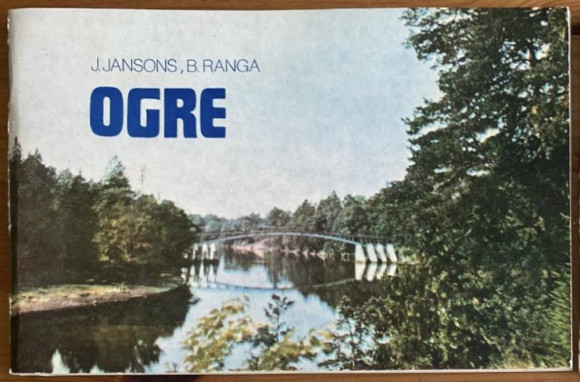 J. JANSONS, B. RANGA
OGRE